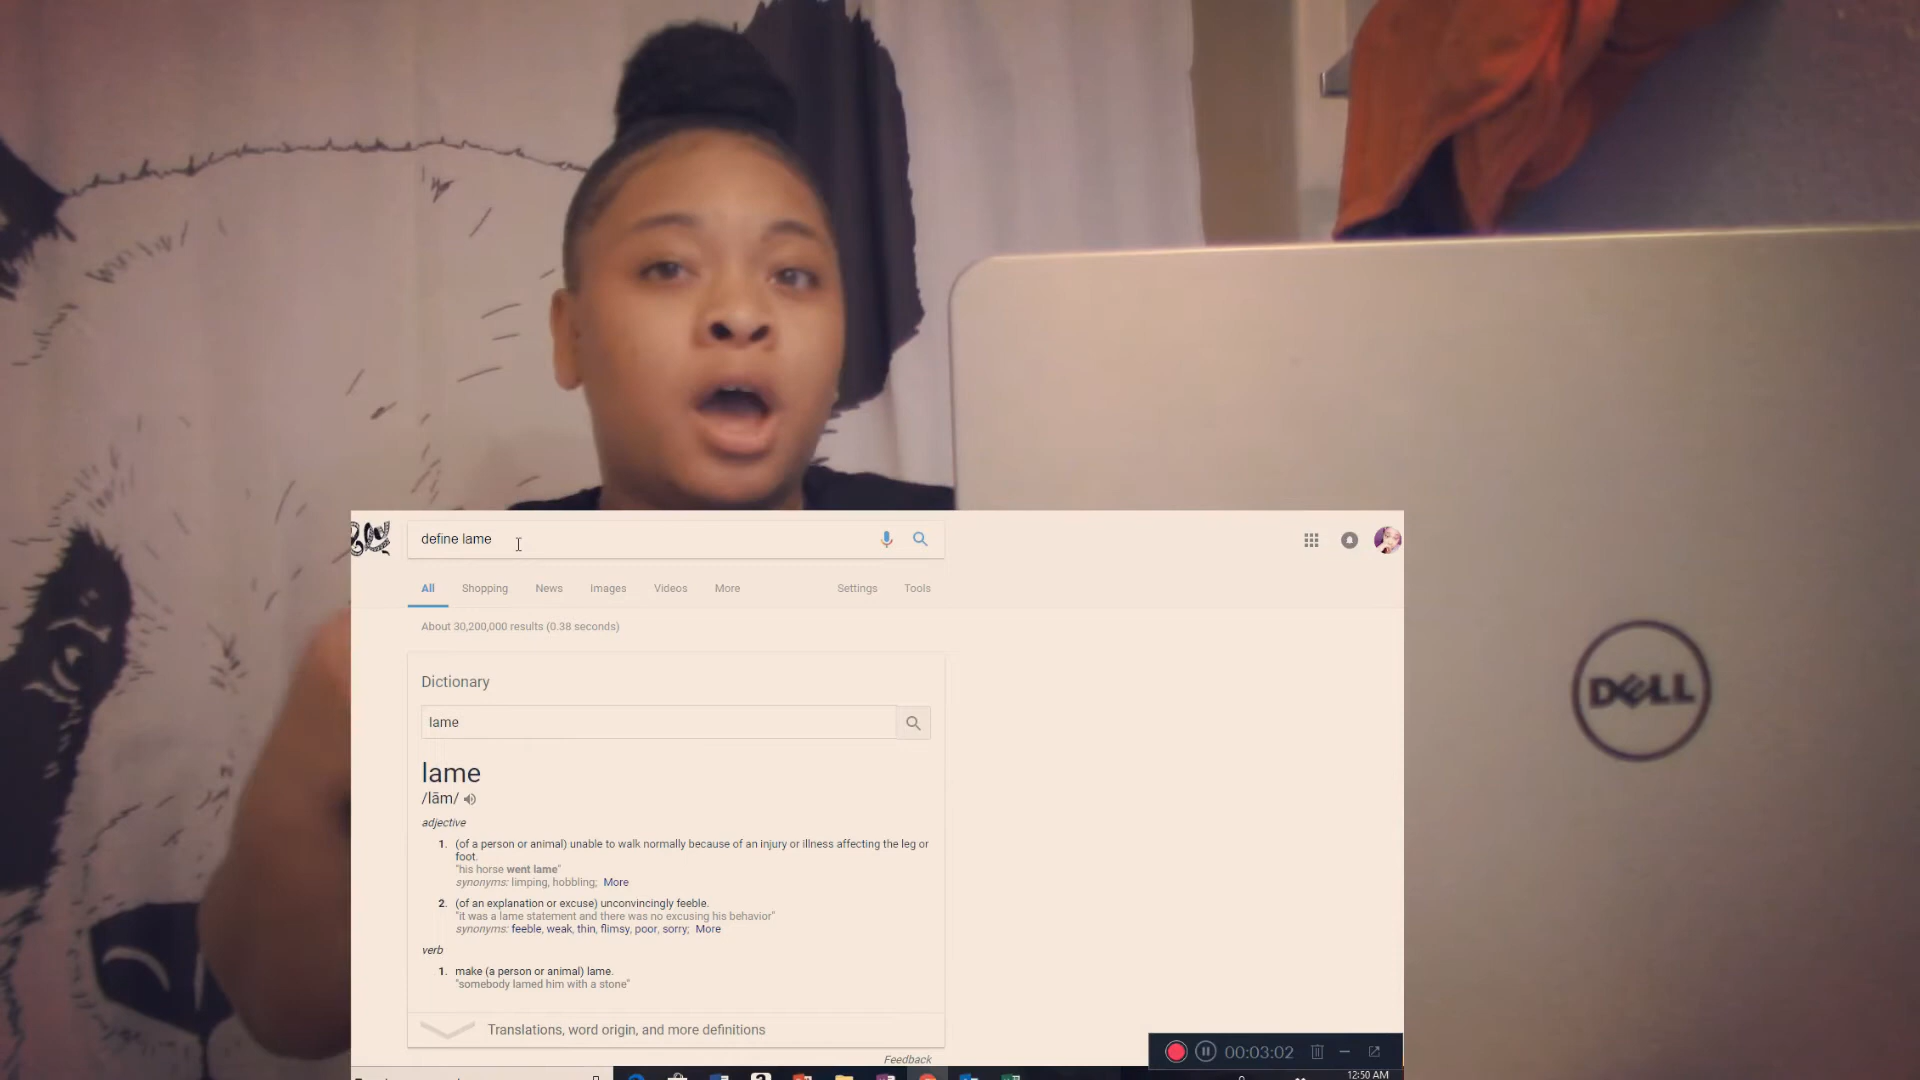 define lame
All Shopping News Images Videos More Settings Tools
About 30,200,000 results (0.38 seconds)
Dictionary
lame
lame
/lām/
adjective
1. (of a person or animal) unable to walk normally because of an injury or illness affecting the leg or
foot.
"his horse went lame"
synonyms: limping, hobbling; More
2. (of an explanation or excuse) unconvincingly feeble.
"it was a lame statement and there was no excusing his behavior"
synonyms: feeble, weak, thin, flimsy, poor, sorry; More
verb
1. make (a person or animal) lame.
"somebody lamed him with a stone"
Translations, word origin, and more definitions
Feedback
00:03:02
12:50 AM
DELL